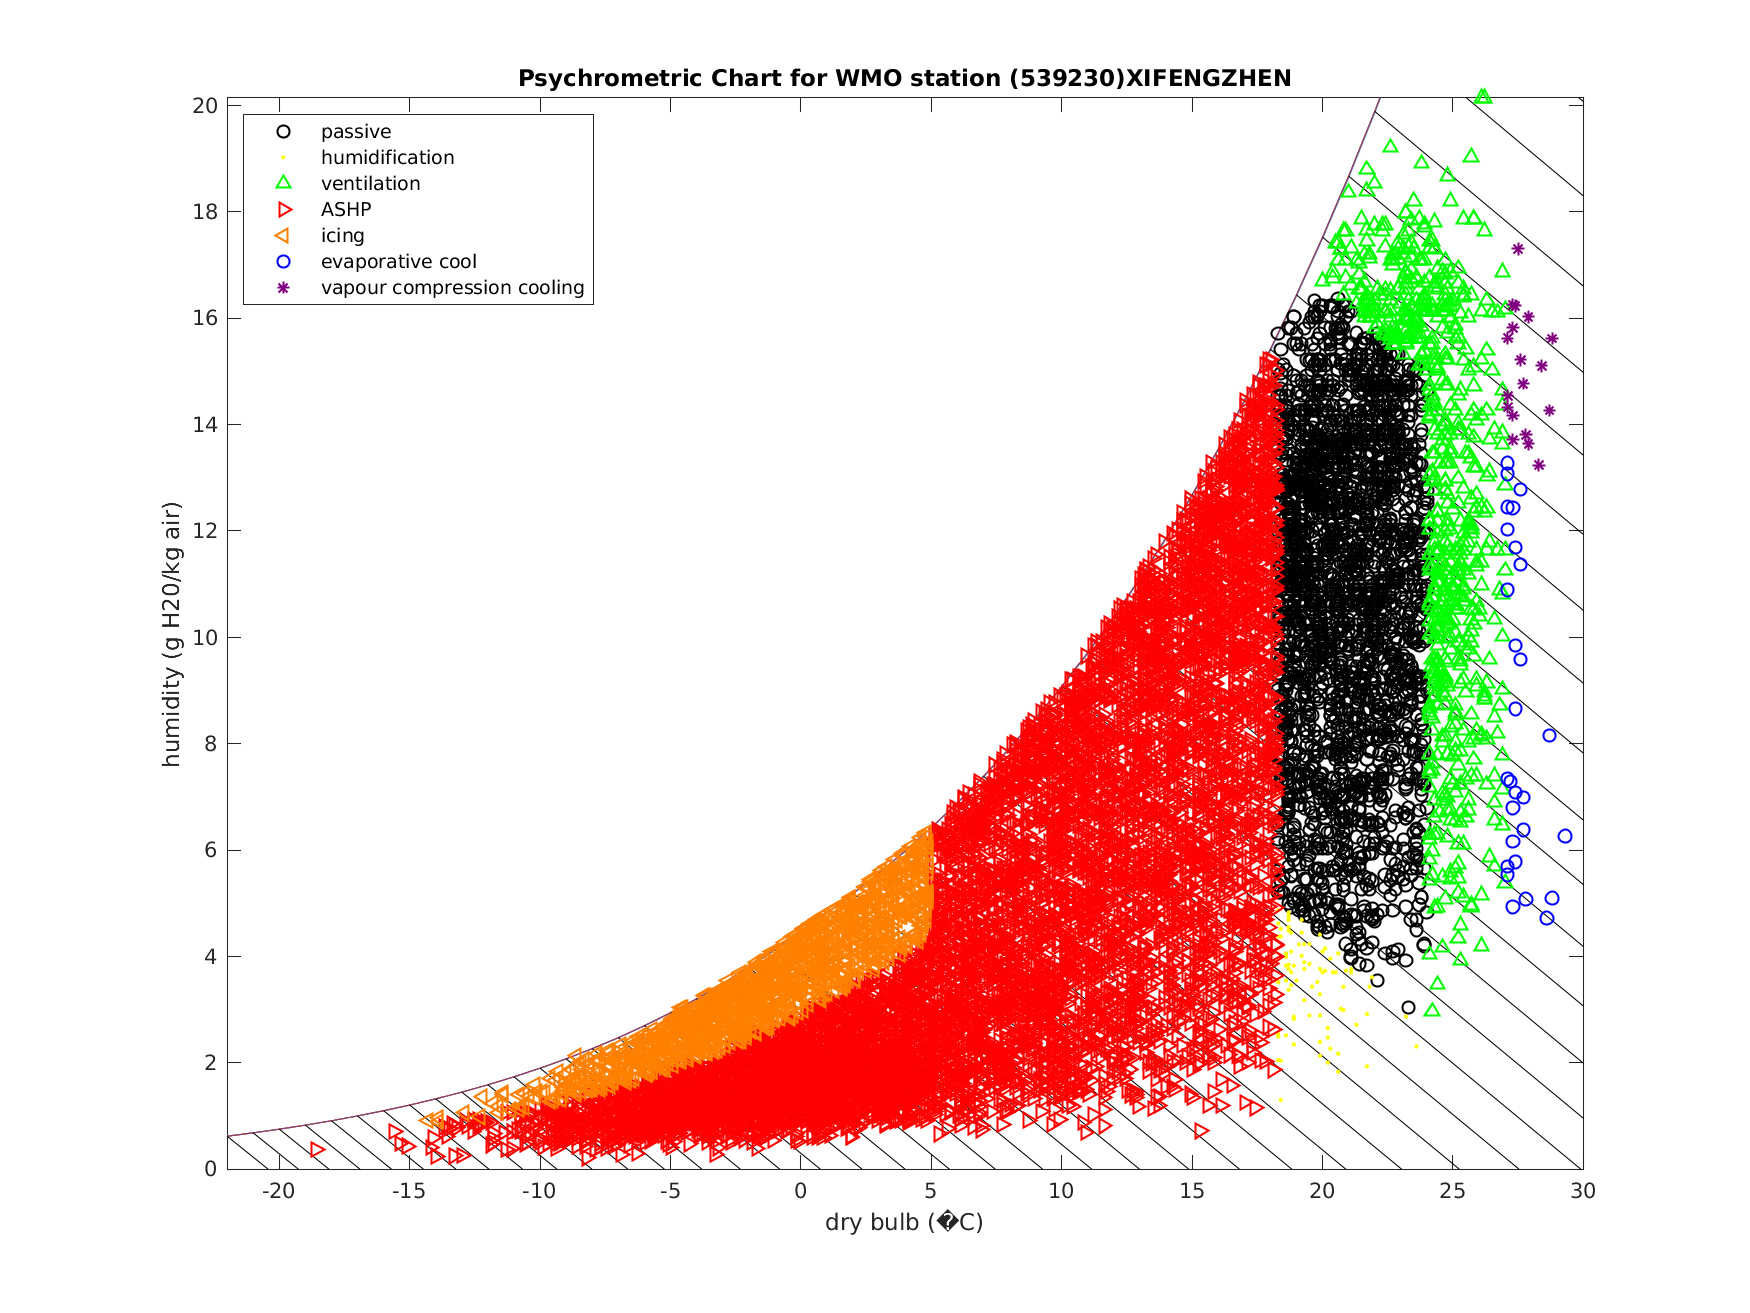 Psychrometric Chart for WMO station (539230)XIFENGZHEN
20
18
16
14
12
10
8
6
4
2
0
humidity (g H20/kg air)
passive
humidification
ventilation
ASHP
icing
evaporative cool
vapour compression cooling
-20 -15 -10 -5 0 5 10 15 20 25 30
dry bulb (�C)